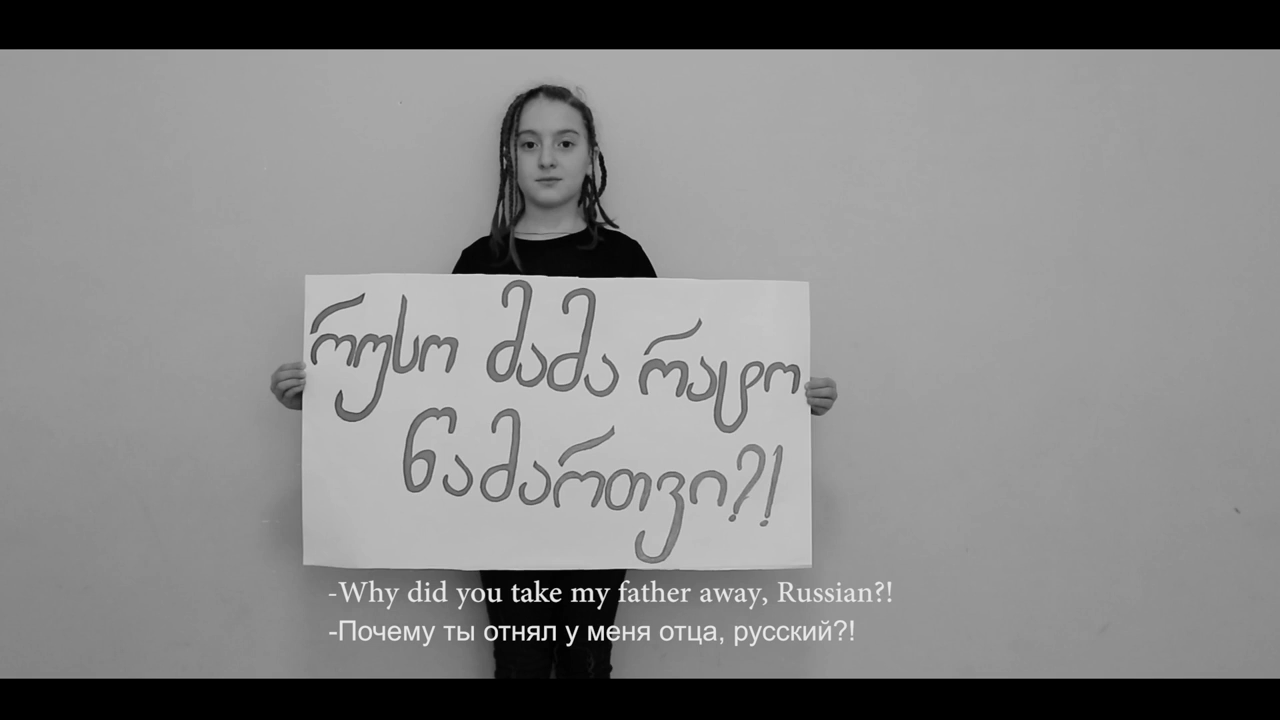 რუსო მამა რატო
წამართვი?!
-Why did you take my father away, Russian?!
-Почему ты отнял у меня отца, русский?!